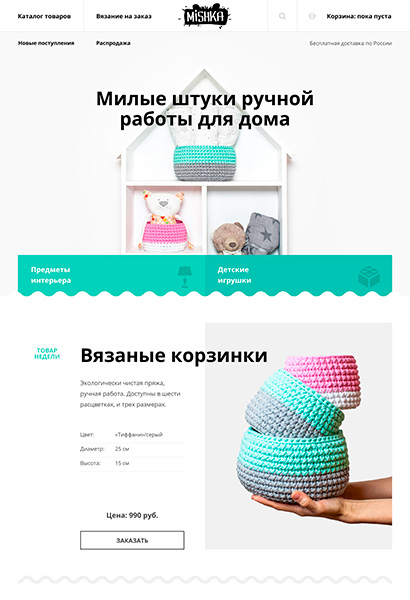 Каталог товаров
Вязание на заказ
MiSHKA
Корзина: пока пуста
Новые поступления
Распродажа
Бесплатная доставка по России
Милые штуки ручной
работы для дома
Предметы
интерьера
Детские
игрушки
ТОВАР
НЕДЕЛИ
Вязаные корзинки
Экологически чистая пряжа,
ручная работа. Доступны в шести
расцветках, и трех размерах.
Цвет: «Тиффани»/серый
Диаметр: 25 см
Высота: 15 см
Цена: 990 руб.
ЗАКАЗАТЬ